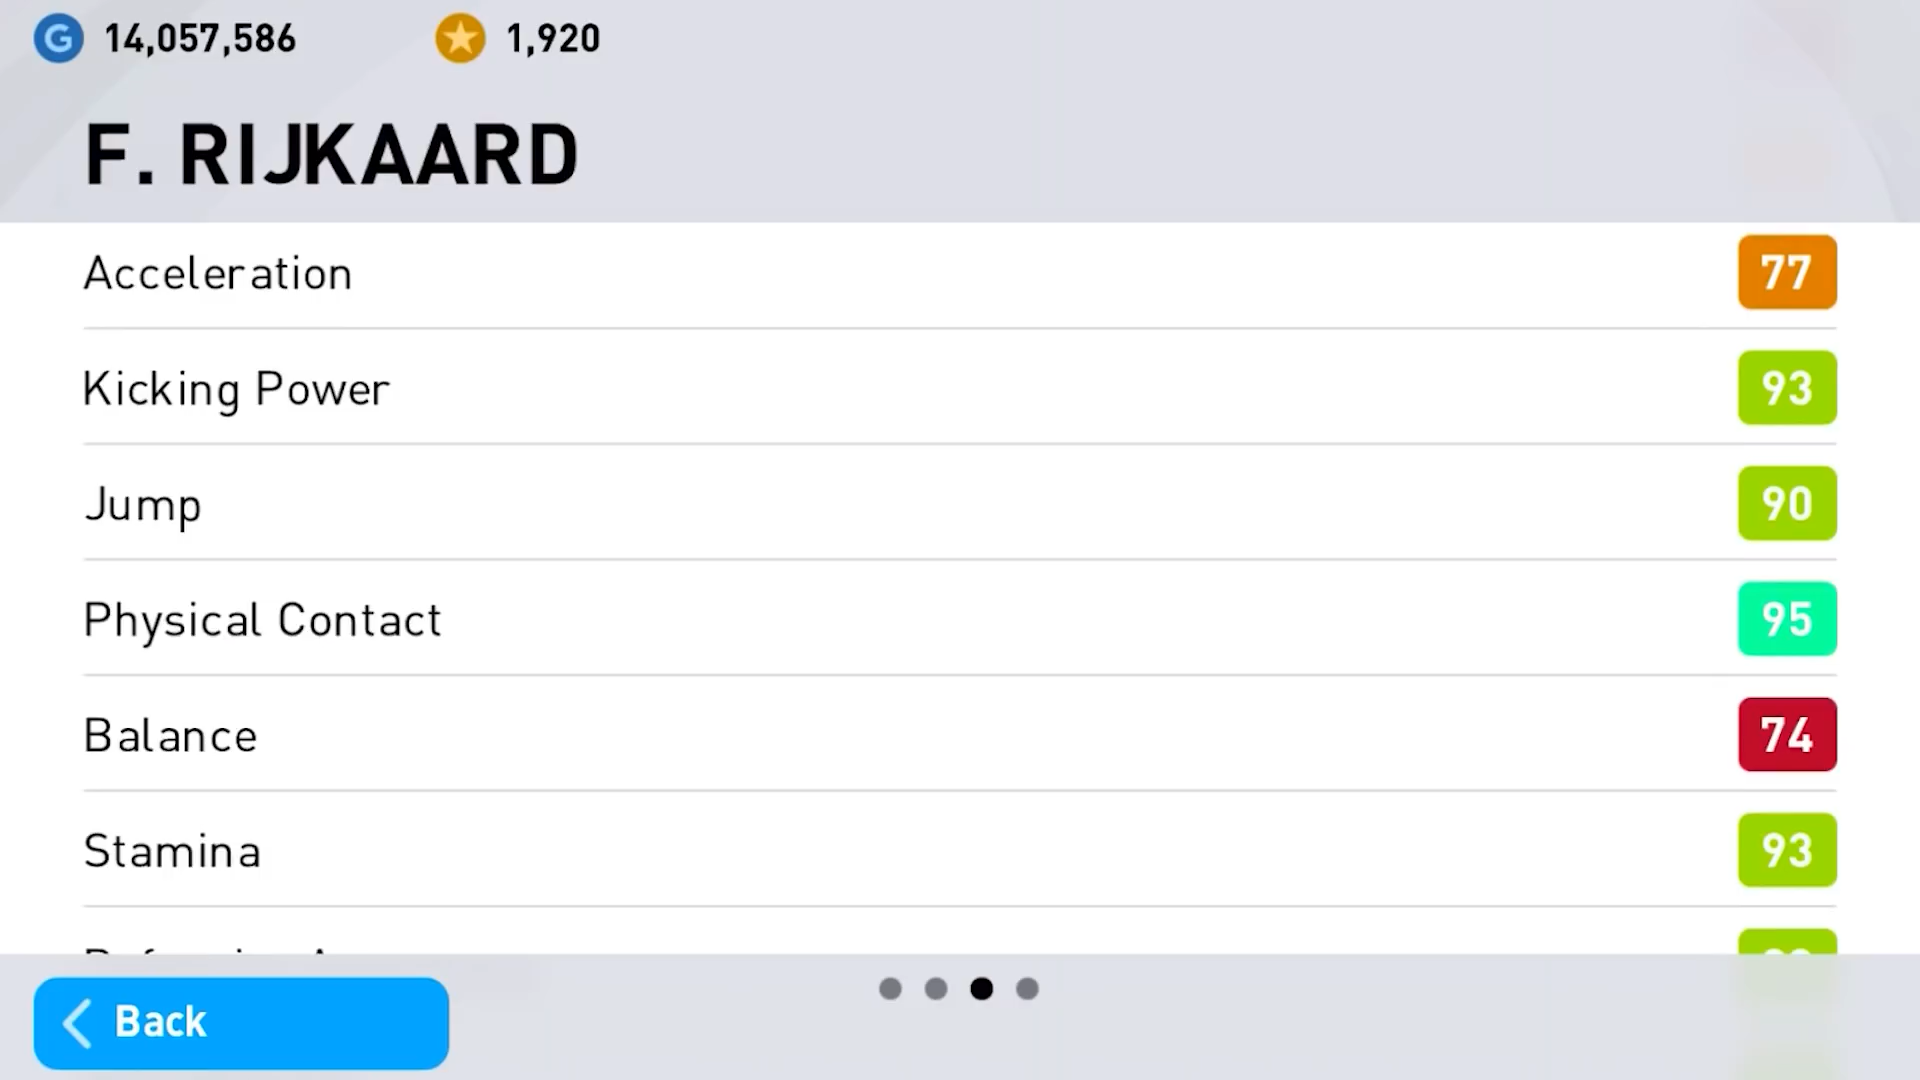 G 14,057,586 1,920
F. RIJKAARD
Acceleration 77
Kicking Power 93
Jump 90
Physical Contact 95
Balance 74
Stamina 93
Back